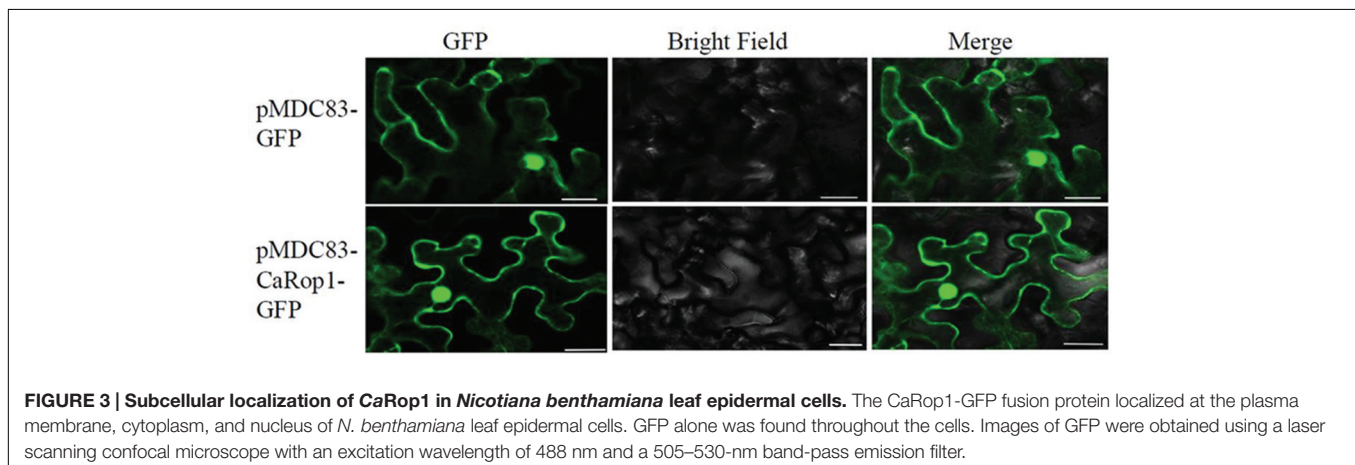 GFP Bright Field Merge
pMDC83-
GFP
pMDC83-
CaRop1-
GFP
FIGURE 3 | Subcellular localization of CaRop1 in Nicotiana benthamiana leaf epidermal cells. The CaRop1-GFP fusion protein localized at the plasma
membrane, cytoplasm, and nucleus of N. benthamiana leaf epidermal cells. GFP alone was found throughout the cells. Images of GFP were obtained using a laser
scanning confocal microscope with an excitation wavelength of 488 nm and a 505–530-nm band-pass emission filter.